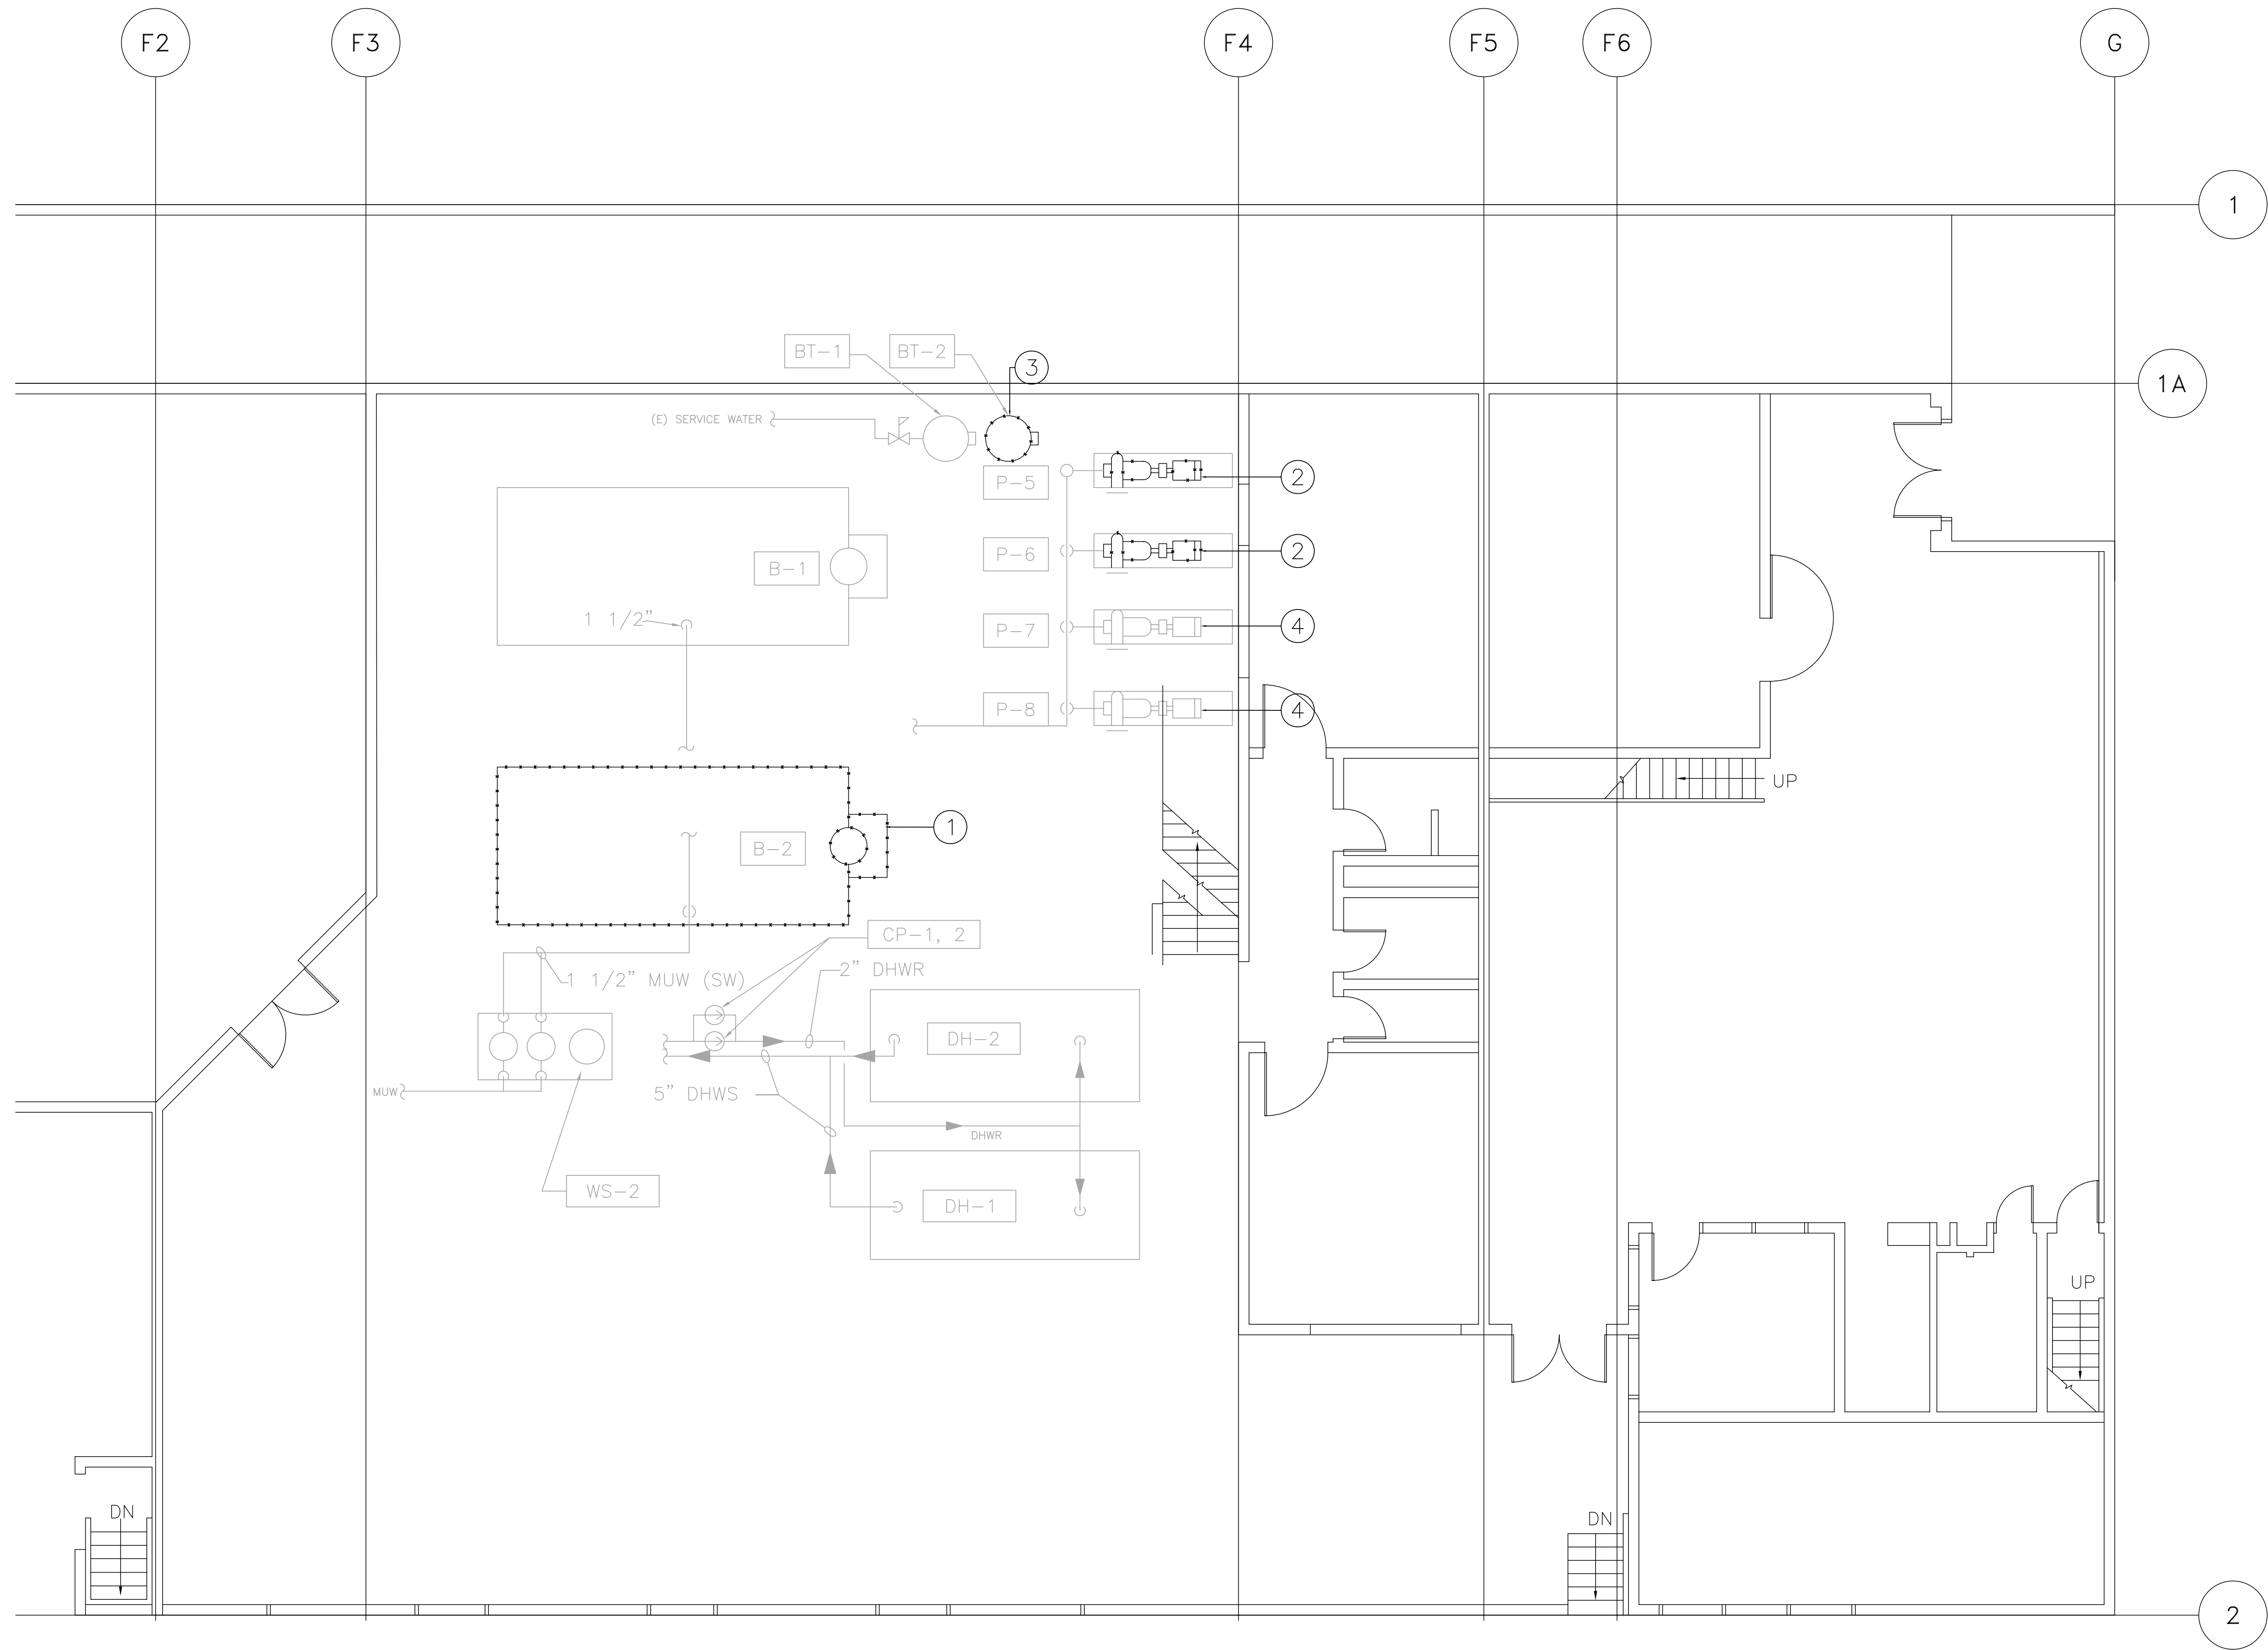 F2
F3
F4
F5
F6
G
1
BT-1
BT-2
3
1A
(E) SERVICE WATER
P-5
2
P-6
2
B-1
1 1/2"
P-7
4
P-8
4
UP
B-2
1
CP-1, 2
2" DHWR
1 1/2" MUW (SW)
DH-2
MUW
5" DHWS
DHWR
WS-2
DH-1
UP
DN
DN
2